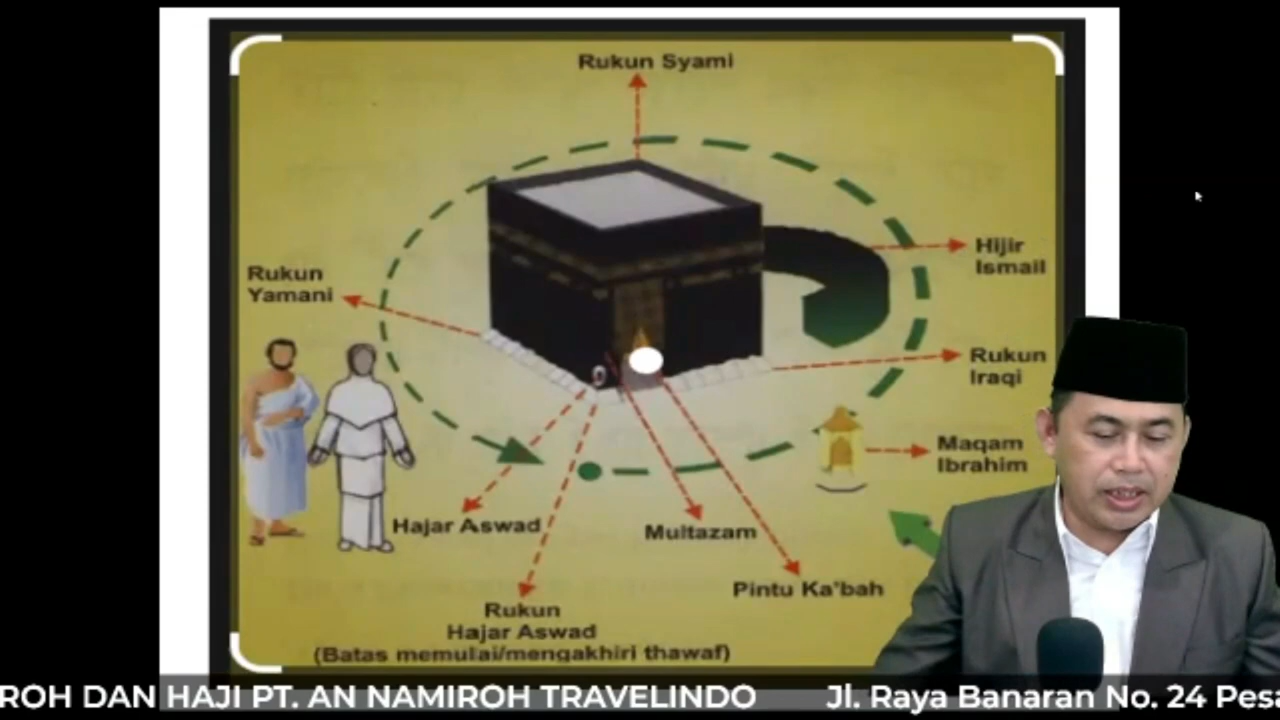 Rukun Syami
Hijir
Ismail
Rukun
Yamani
Rukun
Iraqi
Maqam
Ibrahim
Hajar Aswad
Multazam
Pintu Ka'bah
Rukun
Hajar Aswad
(Batas memulai/mengakhiri thawaf)
ROH DAN HAJI PT. AN NAMIROH TRAVELINDO Jl. Raya Banaran No. 24 Pesa